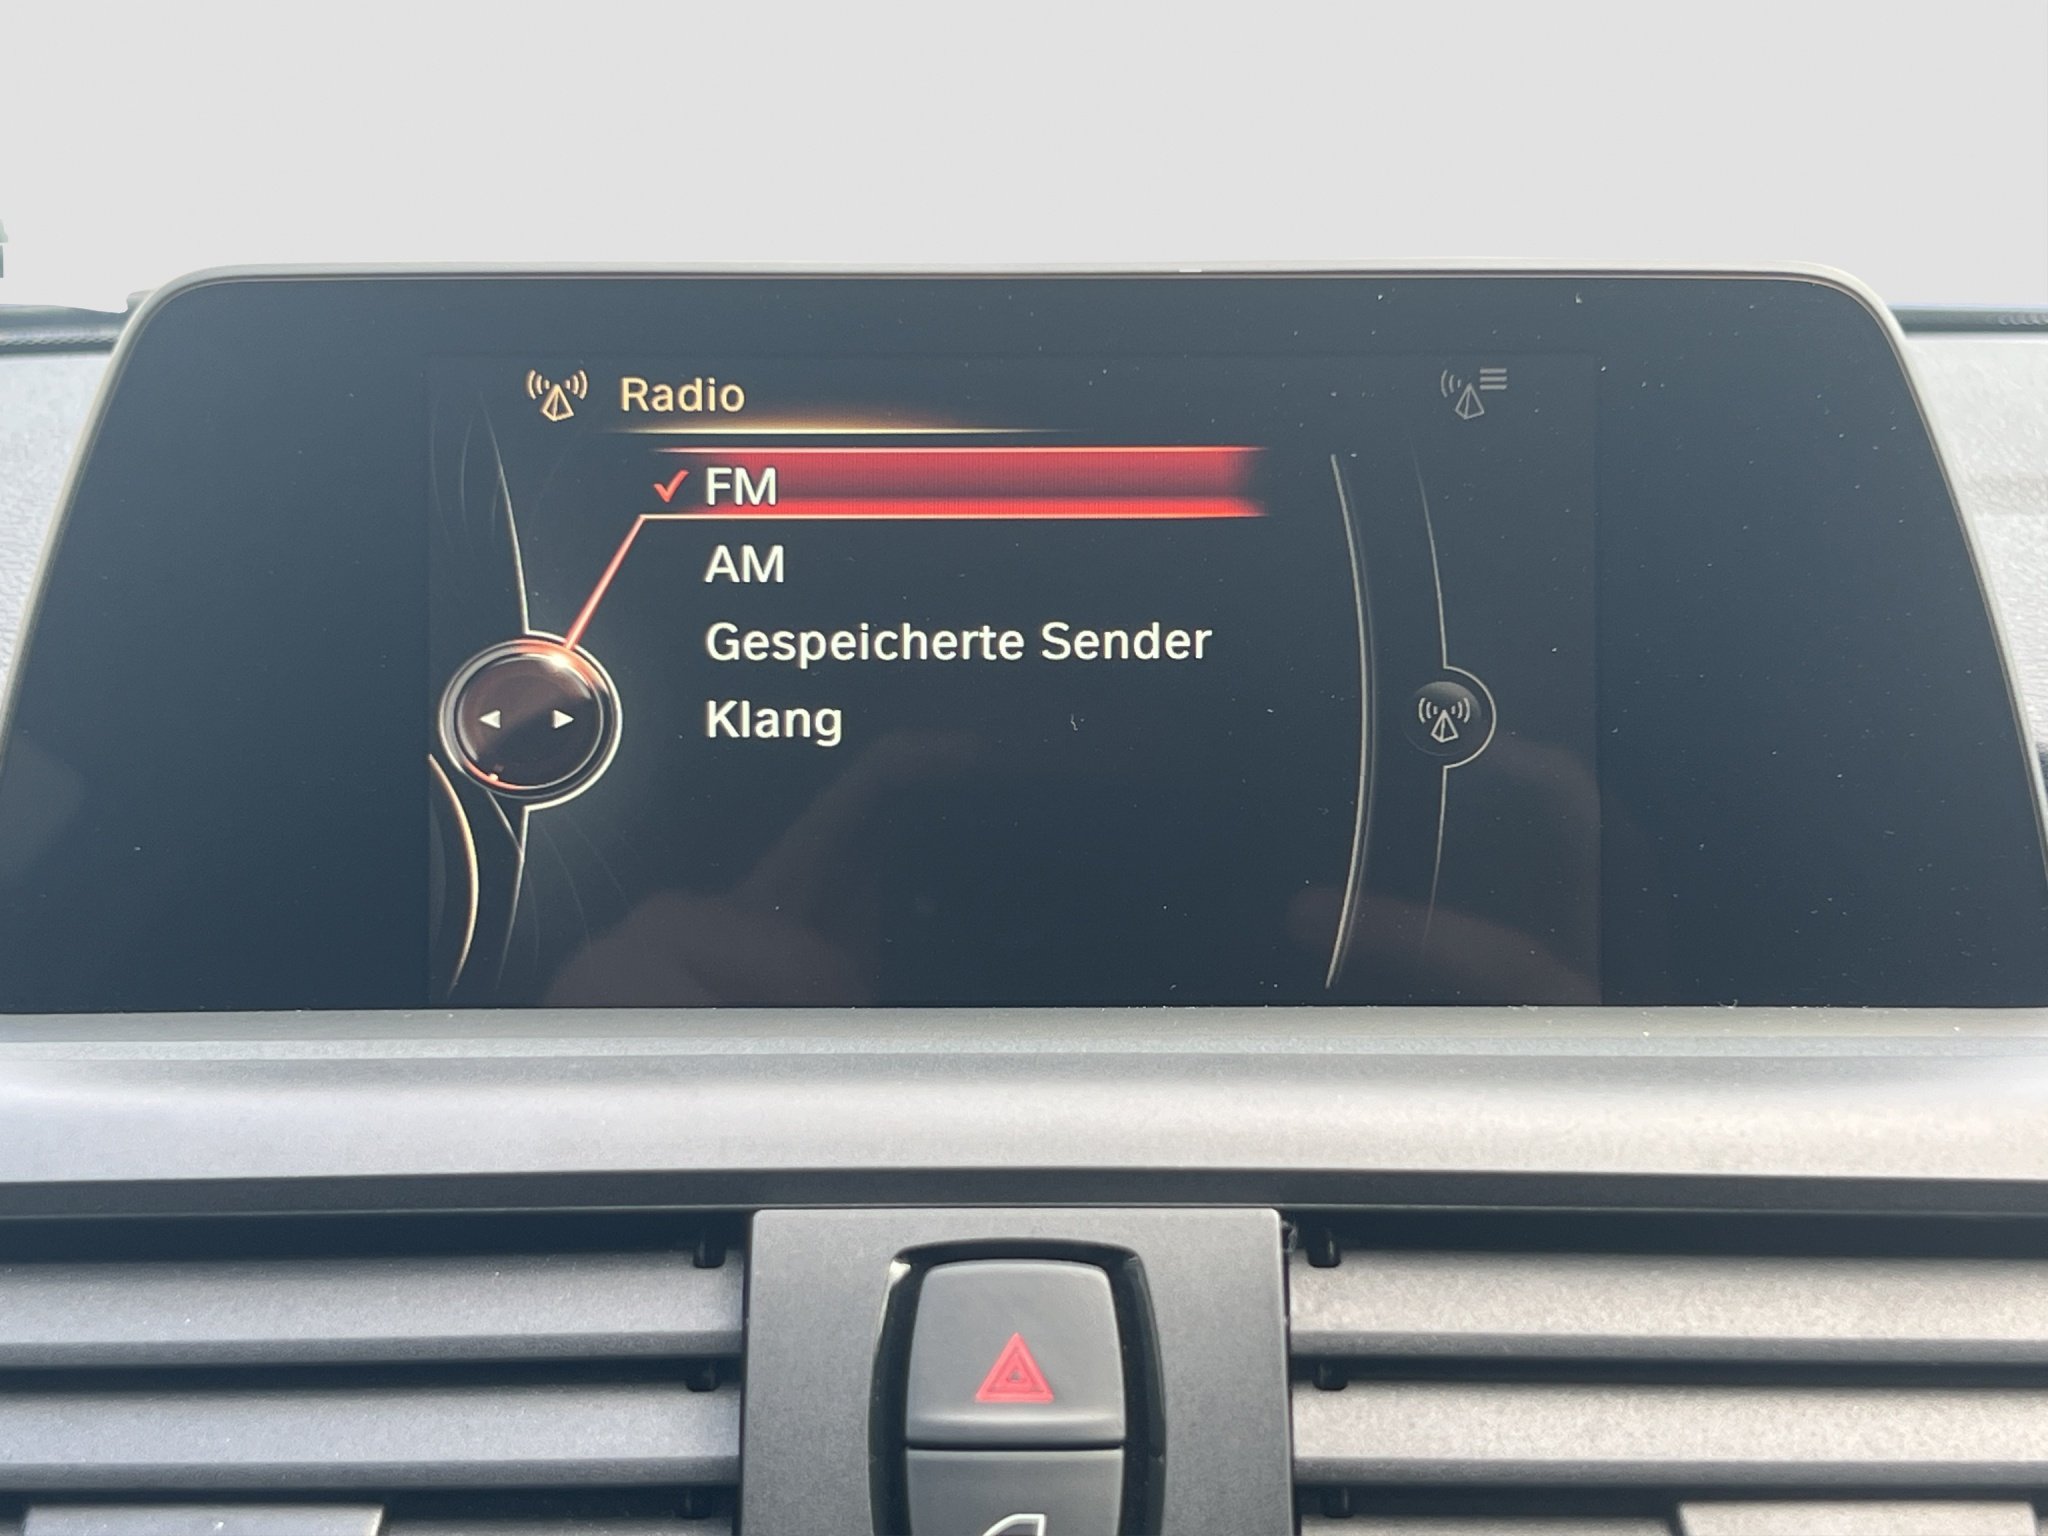 Radio
FM
AM
Gespeicherte Sender
Klang